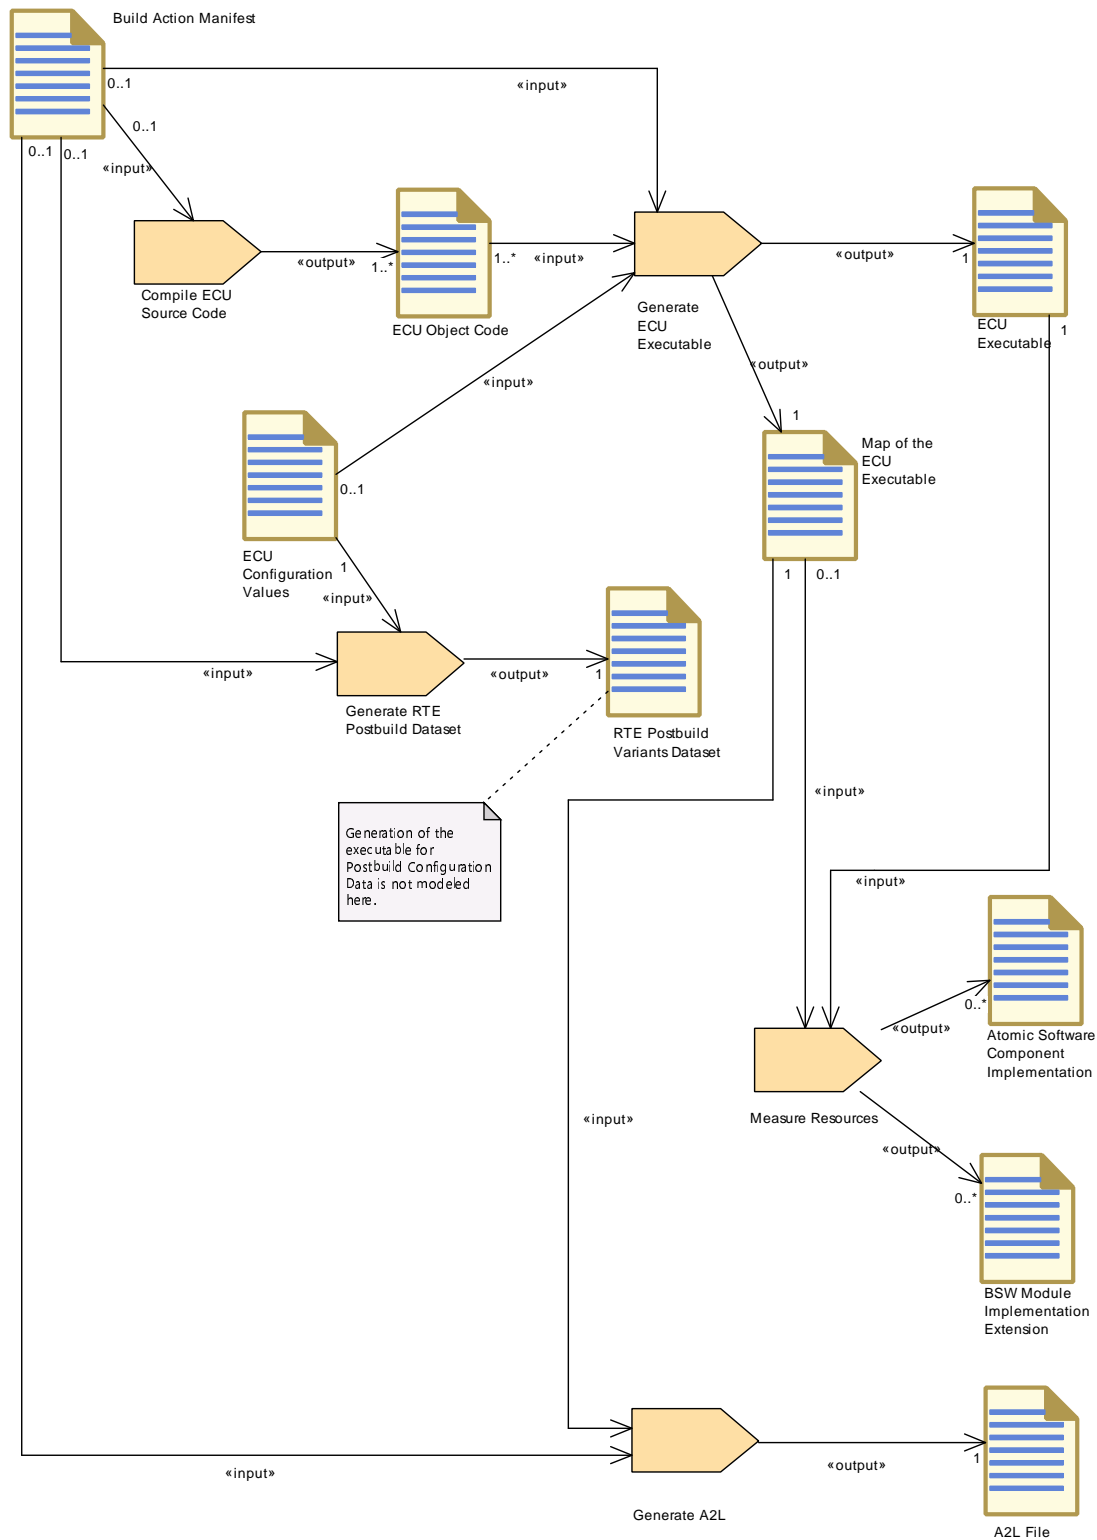 Build Action Manifest
0..1
«input»
0..1
0..1
0..1
«input»
«output»
1..*
1..*
«input»
«output»
1
Compile ECU
Source Code
ECU Object Code
Generate
ECU
Executable
ECU
Executable
1
«output»
«input»
1
Map of the
ECU
Executable
0..1
ECU
Configuration
Values
1
«input»
1
0..1
«input»
«output»
1
Generate RTE
Postbuild Dataset
RTE Postbuild
Variants Dataset
«input»
Generation of the
executable for
Postbuild Configuration
Data is not modeled
here.
«input»
0..*
«output»
Atomic Software
Component
Implementation
«input»
Measure Resources
«output»
0..*
BSW Module
Implementation
Extension
«input»
«output»
1
Generate A2L
A2L File